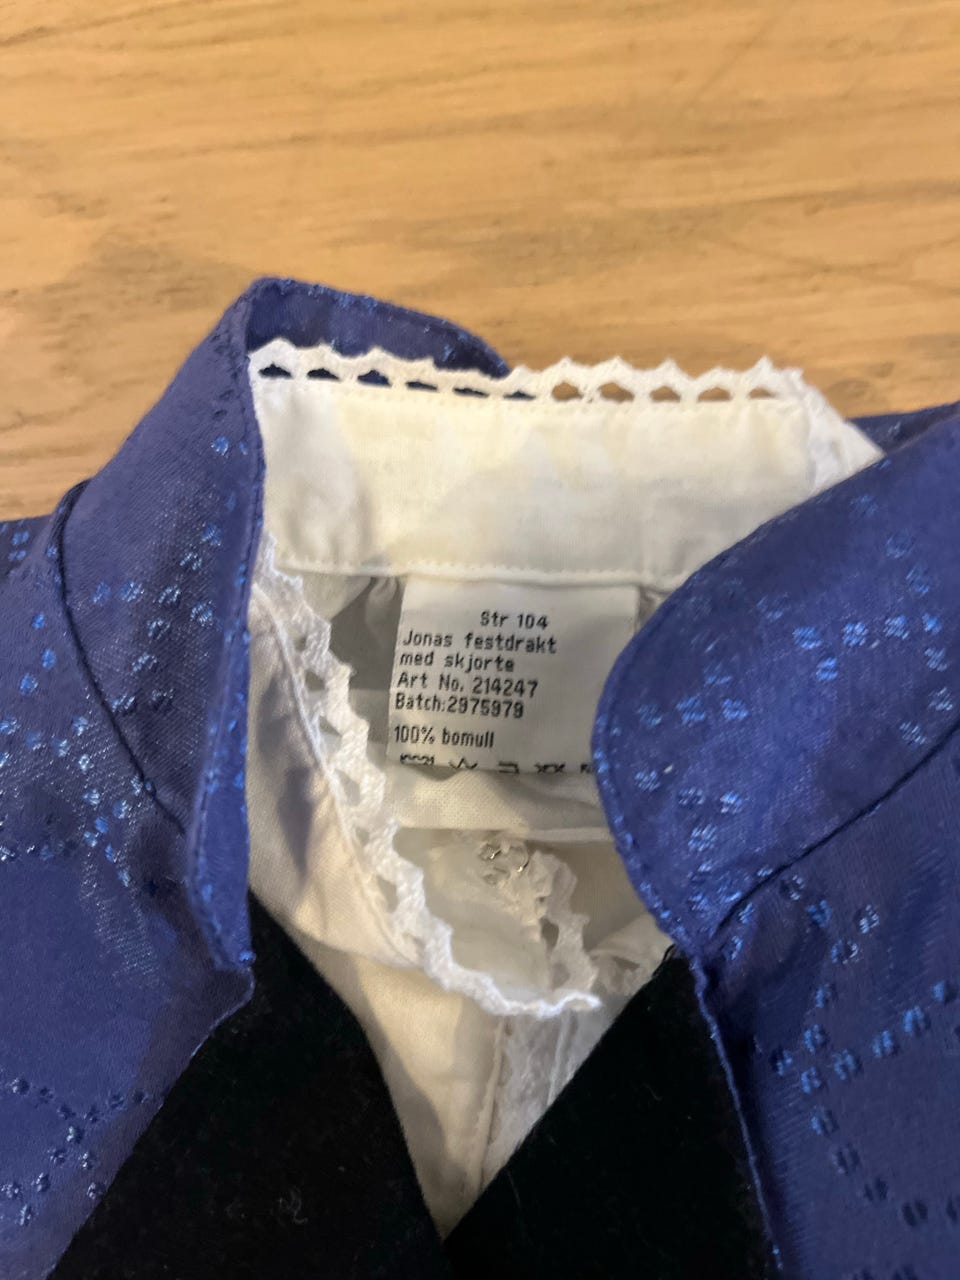 Str 104
Jonas festdrakt
med skjorte
Art No. 214247
Batch:2975979
100% bomull